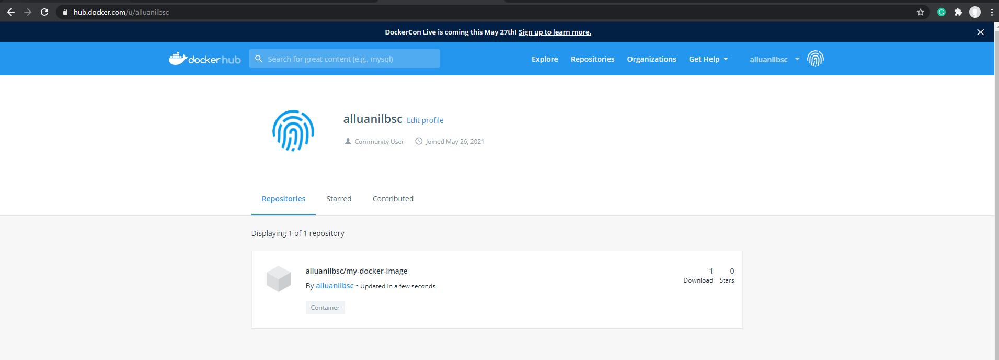 hub.docker.com/u/alluanilbsc
DockerCon Live is coming this May 27th! Sign up to learn more.
docker hub
Search for great content (e.g., mysql)
Explore
Repositories
Organizations
Get Help
alluanilbsc
alluanilbsc Edit profile
Community User
Joined May 26, 2021
Repositories
Starred
Contributed
Displaying 1 of 1 repository
alluanilbsc/my-docker-image
1 0
By alluanilbsc • Updated in a few seconds
Download Stars
Container